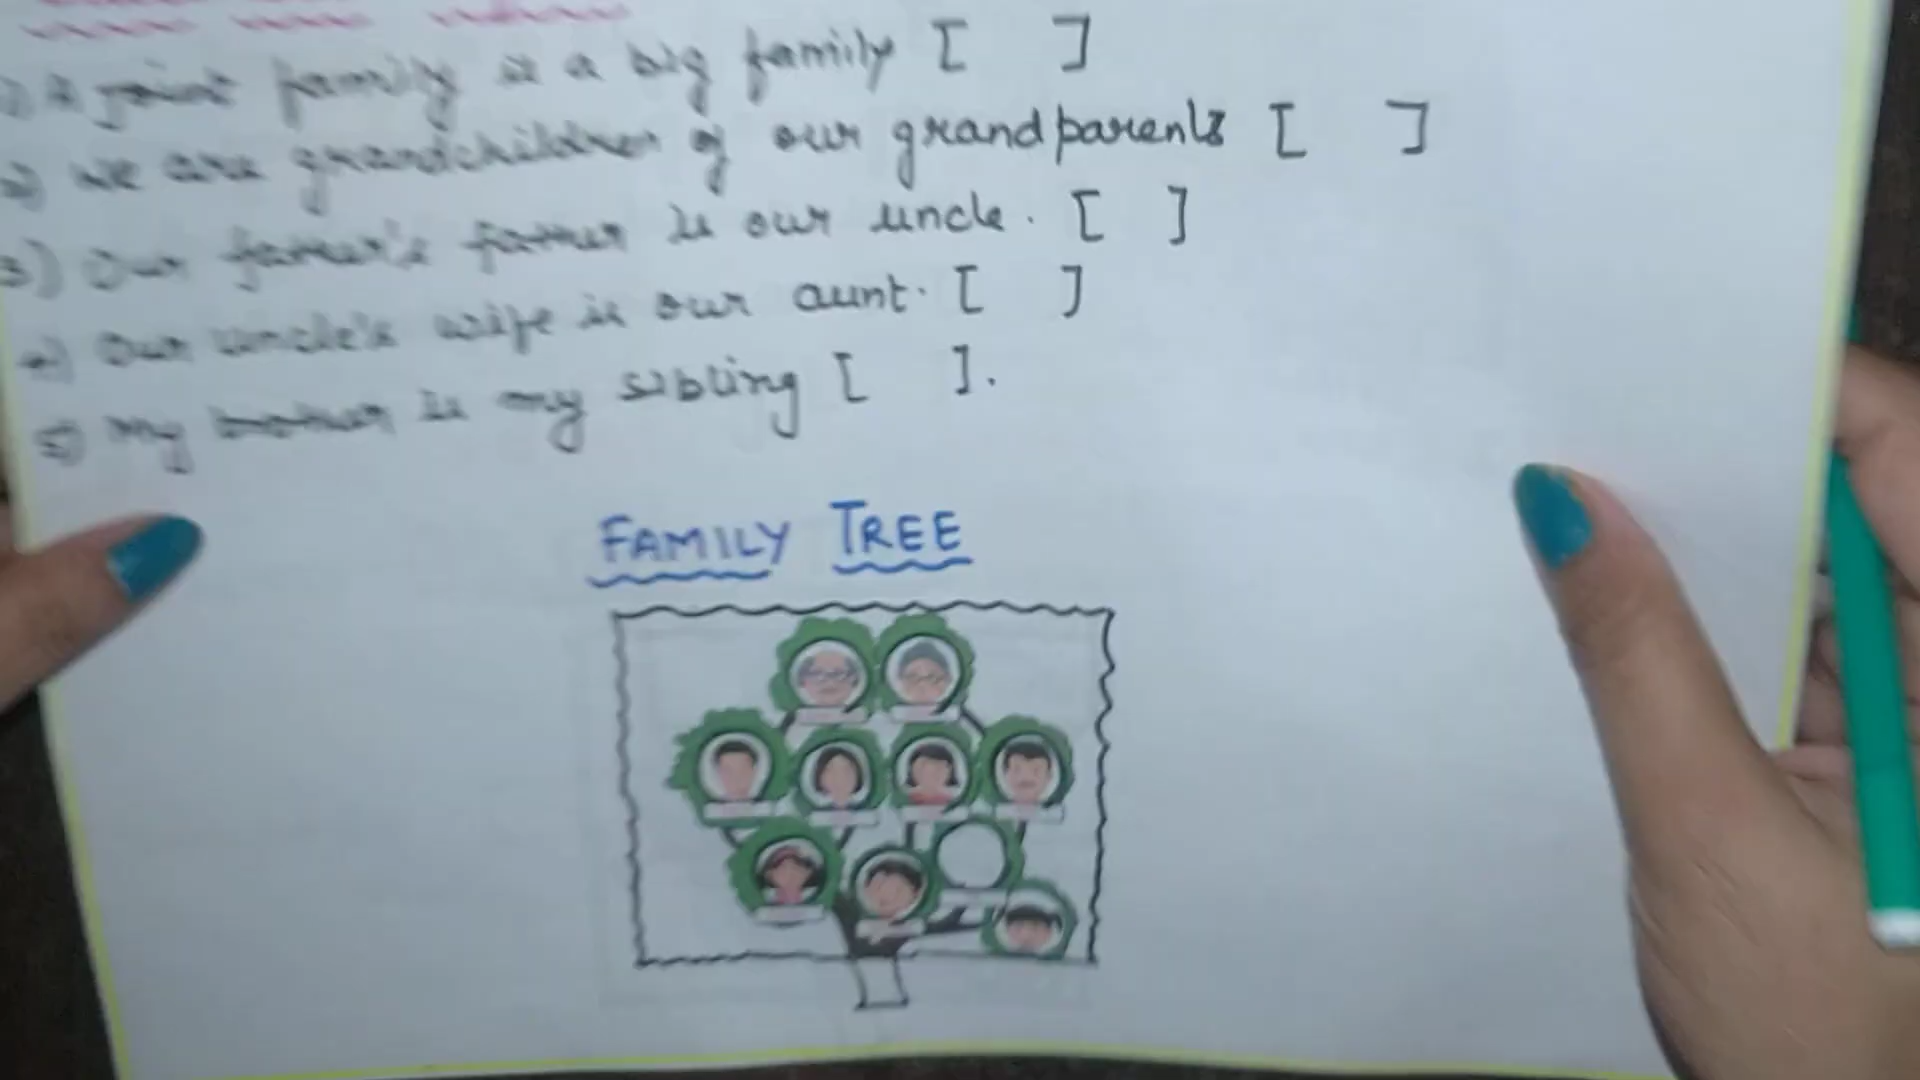 1) A joint family is a big family [ ]
2) We are grandchildren of our grandparents [ ]
3) Our father's father is our uncle. [ ]
4) Our uncle's wife is our aunt. [ ]
5) My brother is my sibling [ ].
FAMILY TREE